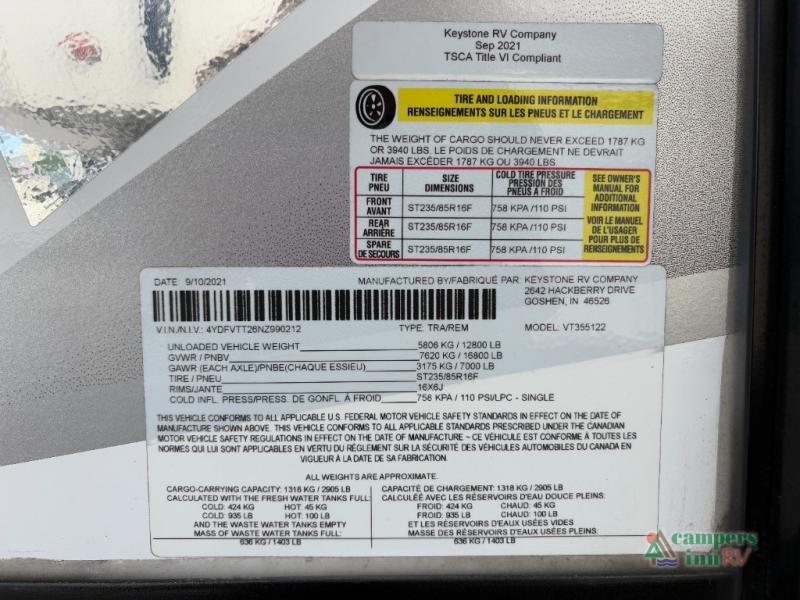 Keystone RV Company
Sep 2021
TSCA Title VI Compliant
TIRE AND LOADING INFORMATION
RENSEIGNEMENTS SUR LES PNEUS ET LE CHARGEMENT
THE WEIGHT OF CARGO SHOULD NEVER EXCEED 1787 KG
OR 3940 LBS. LE POIDS DE CHARGEMENT NE DEVRAIT
JAMAIS EXCÉDER 1787 KG OU 3940 LBS.
TIRE PNEU SIZE DIMENSIONS COLD TIRE PRESSURE PRESSION DES PNEUS A FROID
FRONT AVANT ST235/85R16F 758 KPA /110 PSI
REAR ARRIÈRE ST235/85R16F 758 KPA /110 PSI
SPARE DE SECOURS ST235/85R16F 758 KPA /110 PSI
SEE OWNER'S
MANUAL FOR
ADDITIONAL
INFORMATION
VOIR LE MANUEL
DE L'USAGER
POUR PLUS DE
RENSEIGNEMENTS
DATE: 9/10/2021 MANUFACTURED BY/FABRIQUÉ PAR: KEYSTONE RV COMPANY
2642 HACKBERRY DRIVE
GOSHEN, IN 46526
V.I.N./N.I.V.: 4YDFVTT26NZ990212 TYPE: TRA/REM MODEL: VT355122
UNLOADED VEHICLE WEIGHT 5806 KG / 12800 LB
GVWR / PNBV 7620 KG / 16800 LB
GAWR (EACH AXLE)/PNBE(CHAQUE ESSIEU) 3175 KG / 7000 LB
TIRE / PNEU ST235/85R16F
RIMS/JANTE 16X6J
COLD INFL. PRESS/PRESS. DE GONFL. À FROID 758 KPA / 110 PSI/LPC - SINGLE
THIS VEHICLE CONFORMS TO ALL APPLICABLE U.S. FEDERAL MOTOR VEHICLE SAFETY STANDARDS IN EFFECT ON THE DATE OF
MANUFACTURE SHOWN ABOVE. THIS VEHICLE CONFORMS TO ALL APPLICABLE STANDARDS PRESCRIBED UNDER THE CANADIAN
MOTOR VEHICLE SAFETY REGULATIONS IN EFFECT ON THE DATE OF MANUFACTURE ~ CE VÉHICULE EST CONFORME À TOUTES LES
NORMES QUI LUI SONT APPLICABLES EN VERTU DU RÉGLEMENT SUR LA SÉCURITÉ DES VÉHICULES AUTOMOBILES DU CANADA EN
VIGUEUR À LA DATE DE SA FABRICATION.
ALL WEIGHTS ARE APPROXIMATE.
CARGO-CARRYING CAPACITY: 1318 KG / 2905 LB
CALCULATED WITH THE FRESH WATER TANKS FULL:
COLD: 424 KG HOT: 45 KG
COLD: 935 LB HOT: 100 LB
AND THE WASTE WATER TANKS EMPTY
MASS OF WASTE WATER TANKS FULL:
636 KG / 1403 LB
CAPACITÉ DE CHARGEMENT: 1318 KG / 2905 LB
CALCULÉE AVEC LES RÉSERVOIRS D'EAU DOUCE PLEINS:
FROID: 424 KG CHAUD: 45 KG
FROID: 935 LB CHAUD: 100 LB
ET LES RÉSERVOIRS D'EAUX USÉES VIDES
MASSE DES RÉSERVOIRS D'EAUX USÉES PLEINS:
636 KG / 1403 LB
campers
inn RV